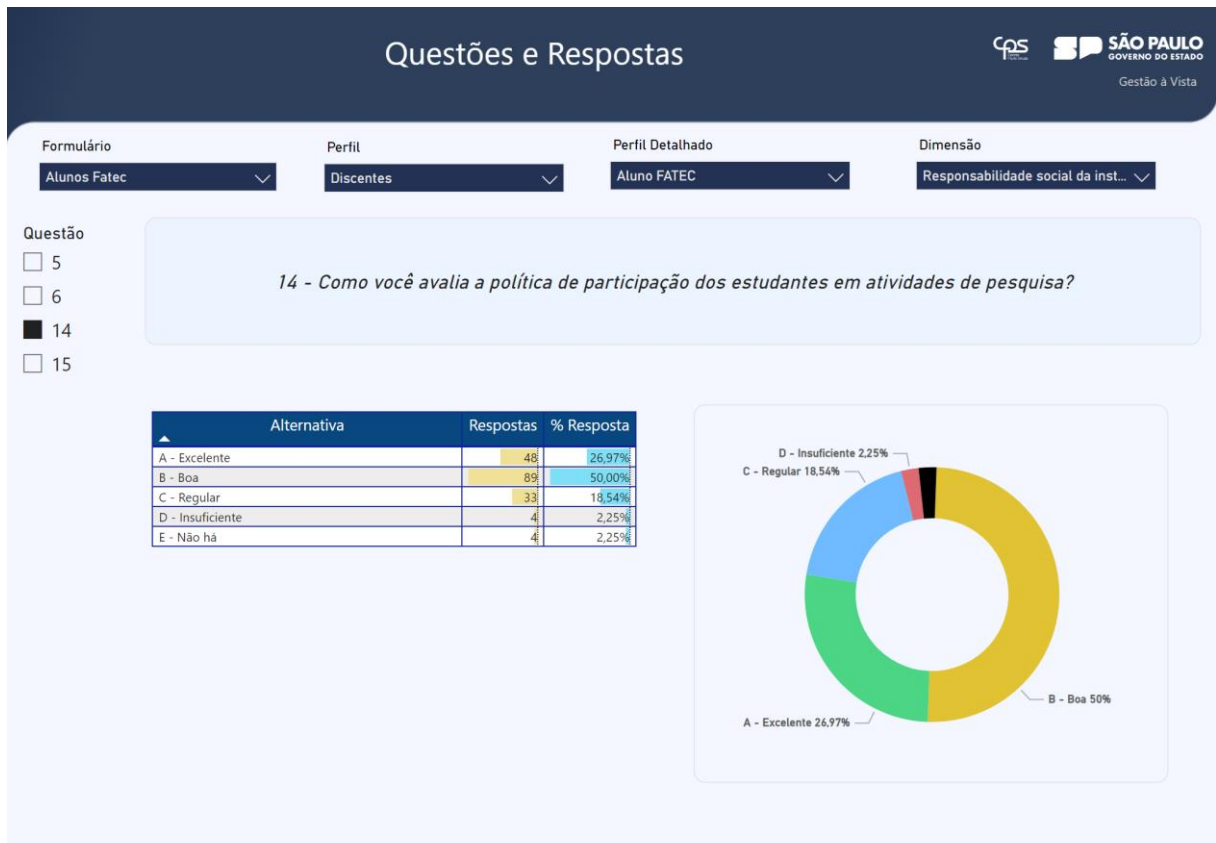 Questões e Respostas
cps
SÃO PAULO
GOVERNO DO ESTADO
Gestão à Vista
Formulário
Alunos Fatec
Perfil
Discentes
Perfil Detalhado
Aluno FATEC
Dimensão
Responsabilidade social da inst...
Questão
5
6
14
15
14 - Como você avalia a política de participação dos estudantes em atividades de pesquisa?
Alternativa Respostas % Resposta
A - Excelente 48 26,97%
B - Boa 89 50,00%
C - Regular 33 18,54%
D - Insuficiente 4 2,25%
E - Não há 4 2,25%
D - Insuficiente 2,25%
C - Regular 18,54%
B - Boa 50%
A - Excelente 26,97%